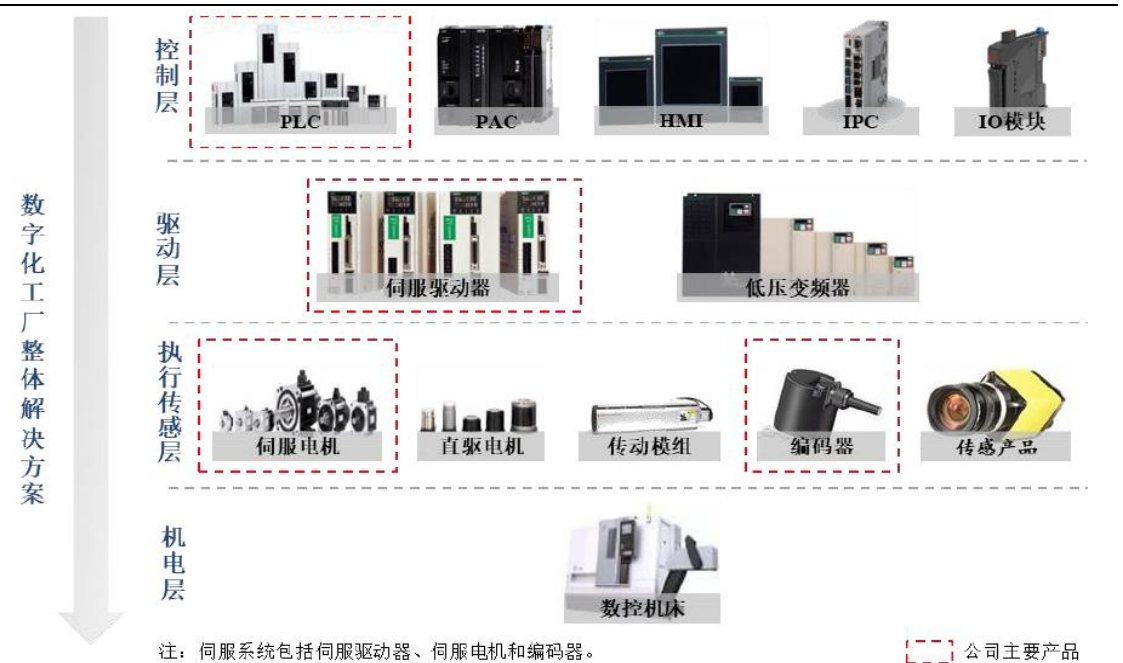 数字化工厂整体解决方案
控制层
PLC
PAC
HMI
IPC
IO模块
驱动层
伺服驱动器
低压变频器
执行传感层
伺服电机
直驱电机
传动模组
编码器
传感产品
机电层
数控机床
注：伺服系统包括伺服驱动器、伺服电机和编码器。
公司主要产品